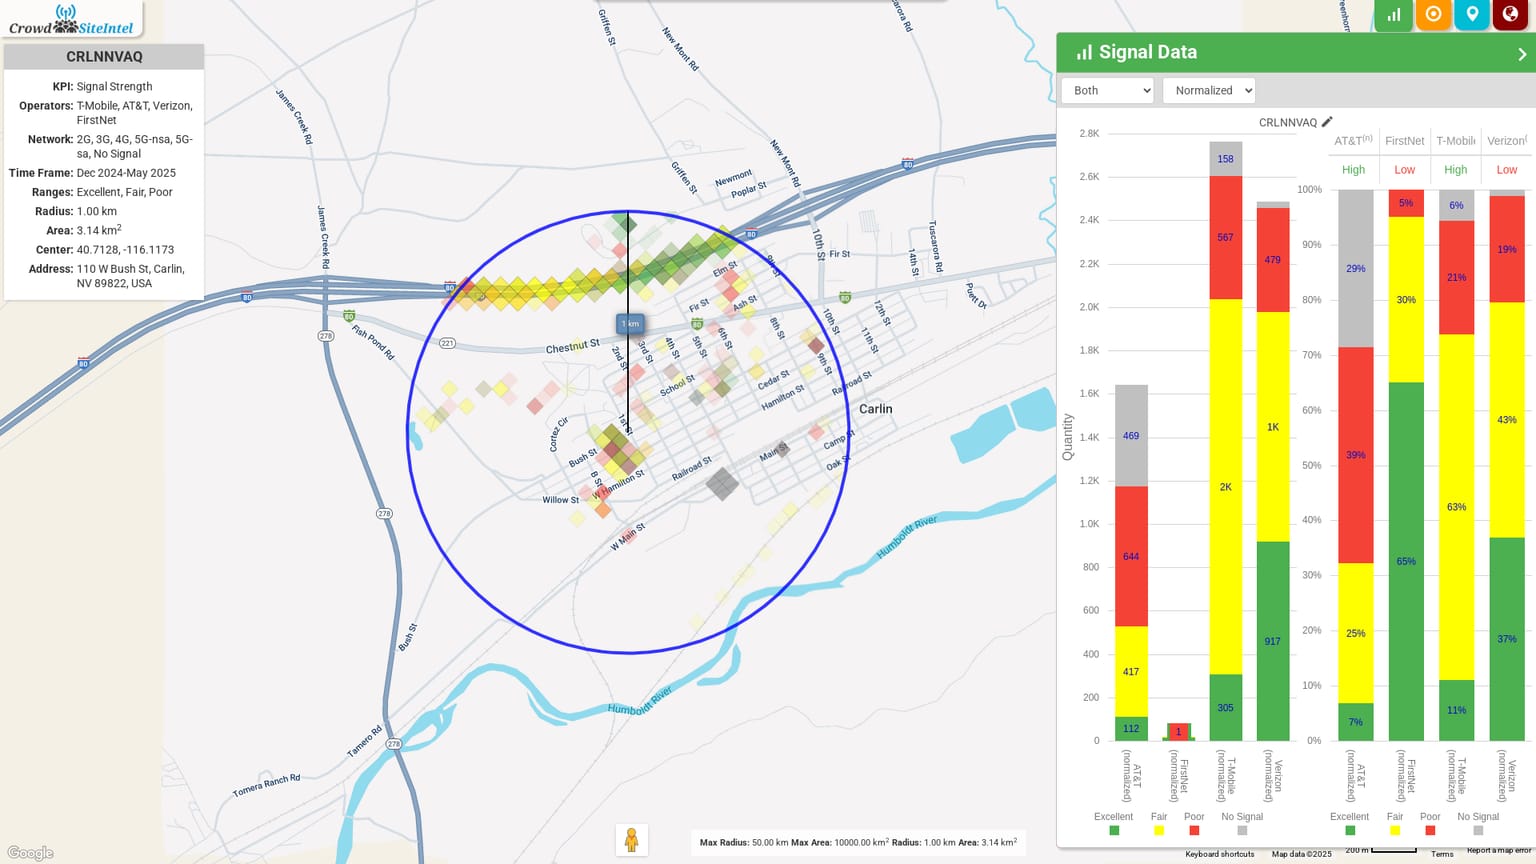 Crowd SiteIntel
CRLNNVAQ
KPI: Signal Strength
Operators: T-Mobile, AT&T, Verizon,
FirstNet
Network: 2G, 3G, 4G, 5G-nsa, 5G-
sa, No Signal
Time Frame: Dec 2024-May 2025
Ranges: Excellent, Fair, Poor
Radius: 1.00 km
Area: 3.14 km²
Center: 40.7128, -116.1173
Address: 110 W Bush St, Carlin,
NV 89822, USA
Griffen St
New Mont Rd
James Creek Rd
James Creek Rd
Griffen St
Newmont
Poplar St
New Mont Rd
10th St
Fir St
14th St
Tuscarora Rd
Puett Dr
80
80
80
80
80
80
80
80
278
221
278
278
Fish Pond Rd
Chestnut St
1 km
Elm St
9th St
Fir St
Ash St
2nd St
3rd St
4th St
5th St
6th St
8th St
10th St
12th St
11th St
9th St
School St
Cedar St
Hamilton St
Railroad St
Carlin
Cortez Cir
1st St
Bush St
B St
W Hamilton St
Railroad St
Main St
Camp St
Oak St
Willow St
W Main St
Humboldt River
Humboldt River
Bush St
Tamero Rd
Tomera Ranch Rd
Google
Max Radius: 50.00 km Max Area: 10000.00 km² Radius: 1.00 km Area: 3.14 km²
Signal Data
Both
Normalized
CRLNNVAQ
2.8K
2.6K
2.4K
2.2K
2.0K
1.8K
1.6K
1.4K
1.2K
1.0K
800
600
400
200
0
Quantity
469
644
417
112
1
158
567
2K
305
479
1K
917
AT&T (normalized)
FirstNet (normalized)
T-Mobile (normalized)
Verizon (normalized)
Excellent Fair Poor No Signal
AT&T(n) FirstNet T-Mobile Verizon(
High Low High Low
100%
90%
80%
70%
60%
50%
40%
30%
20%
10%
0%
29%
39%
25%
7%
5%
30%
65%
6%
21%
63%
11%
19%
43%
37%
AT&T (normalized)
FirstNet (normalized)
T-Mobile (normalized)
Verizon (normalized)
Excellent Fair Poor No Signal
Keyboard shortcuts Map data ©2025 200 m Terms Report a map error